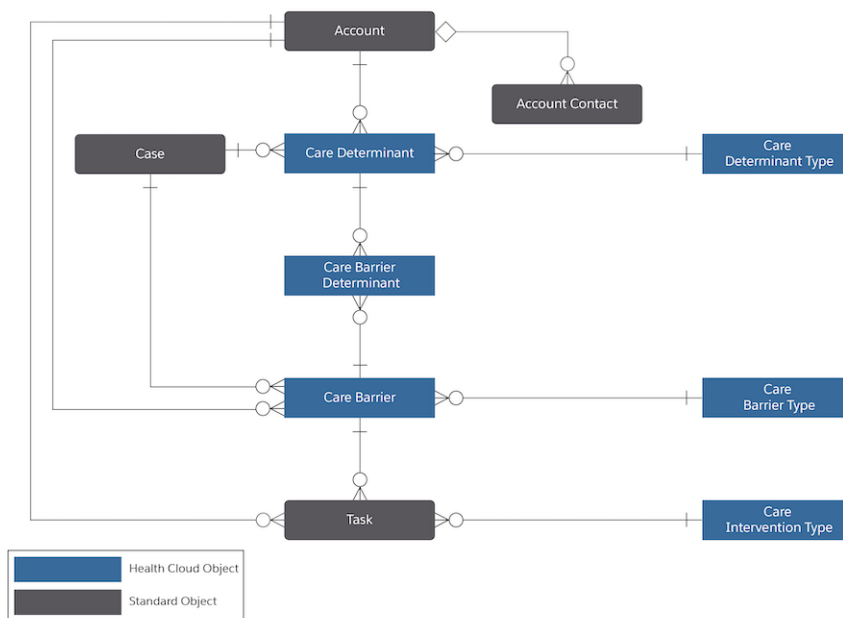 Account
Account Contact
Case
Care Determinant
Care
Determinant Type
Care Barrier
Determinant
Care Barrier
Care
Barrier Type
Task
Care
Intervention Type
Health Cloud Object
Standard Object